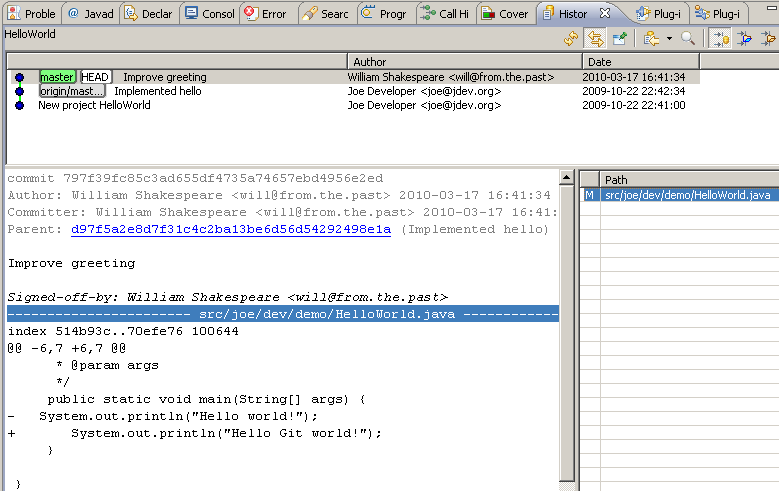 Proble Javad Declar Consol Error Searc Progr Call Hi Cover Histor Plug-i Plug-i
HelloWorld
Author Date
master HEAD Improve greeting William Shakespeare <will@from.the.past> 2010-03-17 16:41:34
origin/mast... Implemented hello Joe Developer <joe@jdev.org> 2009-10-22 22:42:34
New project HelloWorld Joe Developer <joe@jdev.org> 2009-10-22 22:41:00
commit 797f39fc85c3ad655df4735a74657ebd4956e2ed
Author: William Shakespeare <will@from.the.past> 2010-03-17 16:41:34
Committer: William Shakespeare <will@from.the.past> 2010-03-17 16:41:
Parent: d97f5a2e8d7f31c4c2ba13be6d56d54292498e1a (Implemented hello)
Improve greeting
Signed-off-by: William Shakespeare <will@from.the.past>
----------------------- src/joe/dev/demo/HelloWorld.java ------------
index 514b93c..70efe76 100644
@@ -6,7 +6,7 @@
* @param args
*/
public static void main(String[] args) {
- System.out.println("Hello world!");
+ System.out.println("Hello Git world!");
}
}
Path
M src/joe/dev/demo/HelloWorld.java